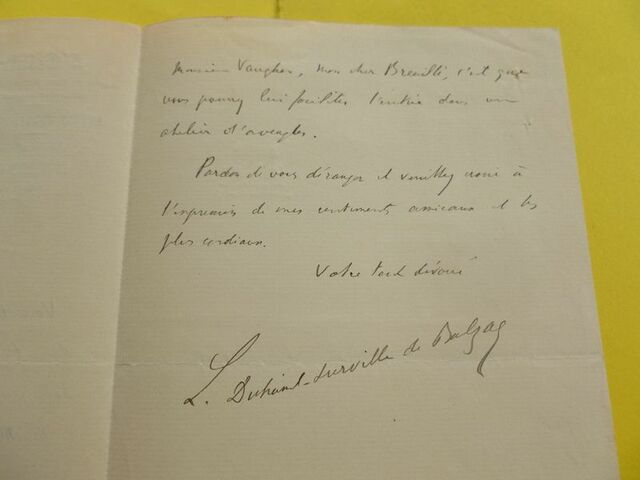 Monsieur Vaughan, mon cher Breuillé, c'est que
vous pourrez lui faciliter l'entrée dans un
atelier d'aveugles.
Pardon de vous déranger et veuillez croire à
l'expression de mes sentiments amicaux et les
plus cordiaux.
Votre tout dévoué
L. Duhamel-Surville de Balzac